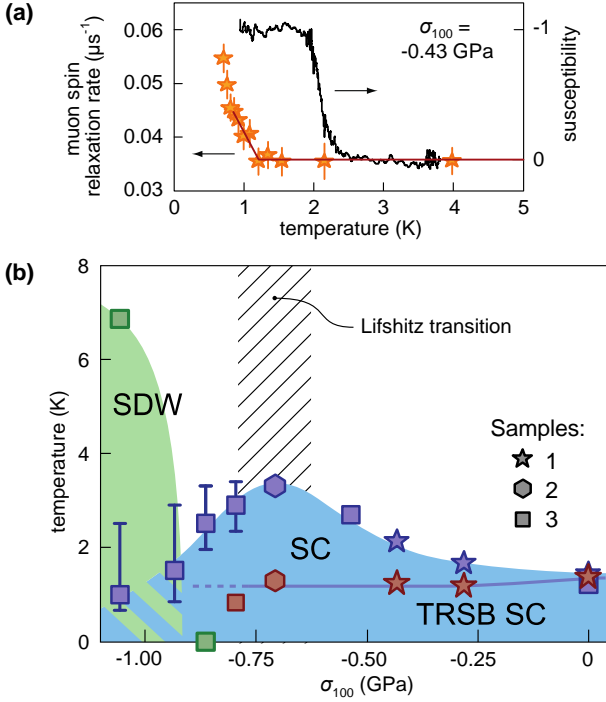 (a)
0.06
0.05
0.04
0.03
muon spin
relaxation rate (μs⁻¹)
σ₁₀₀ =
-0.43 GPa
-1
0
susceptibility
0 1 2 3 4 5
temperature (K)
(b)
8
6
4
2
0
temperature (K)
Lifshitz transition
SDW
Samples:
1
2
3
SC
TRSB SC
-1.00 -0.75 -0.50 -0.25 0
σ₁₀₀ (GPa)